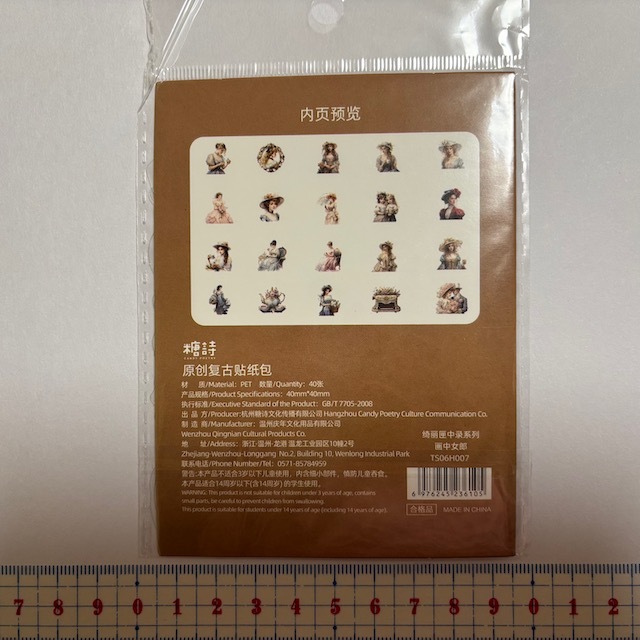 内页预览
糖詩
CANDY POETRY
原创复古贴纸包
材　质/Material：PET　数量/Quantity：40张
产品规格/Product Specifications：40mm*40mm
执行标准/Executive Standard of the Product：GB/T 7705-2008
出 品 方/Producer:杭州糖诗文化传播有限公司 Hangzhou Candy Poetry Culture Communication Co.
制 造 商/Manufacturer：温州庆年文化用品有限公司
Wenzhou Qingnian Cultural Products Co.
地　址/Address：浙江·温州·龙港 温龙工业园区10幢2号
Zhejiang-Wenzhou-Longgang No.2, Building 10, Wenlong Industrial Park
联系电话/Phone Number/Tel：0571-85784959
警告:本产品不适合3岁以下儿童使用，内含细小部件，慎防儿童吞食。
本产品适合14周岁以下(含14周岁)的学生使用。
WARNING: This product is not suitable for children under 3 years of age, contains
small parts, be careful to prevent children from swallowing.
This product is suitable for students under 14 years of age (including 14 years of age).
绮丽匣中录系列
画中女郎
TS06H007
6 976245 236105
合格品 MADE IN CHINA
7 8 9 0 1 2 3 4 5 6 7 8 9 0 1 2